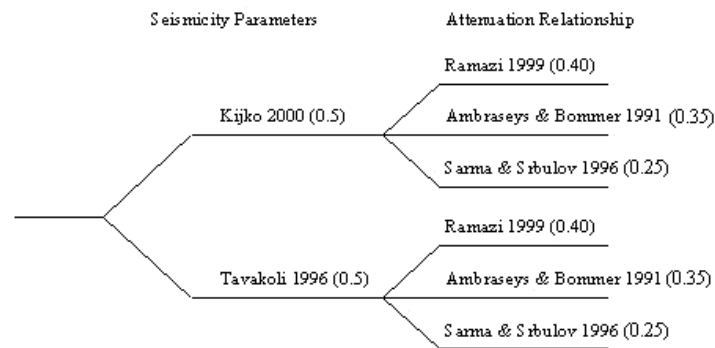 Seismicity Parameters
Attenuation Relationship
Ramazi 1999 (0.40)
Kijko 2000 (0.5)
Ambraseys & Bommer 1991 (0.35)
Sarma & Srbulov 1996 (0.25)
Ramazi 1999 (0.40)
Tavakoli 1996 (0.5)
Ambraseys & Bommer 1991 (0.35)
Sarma & Srbulov 1996 (0.25)